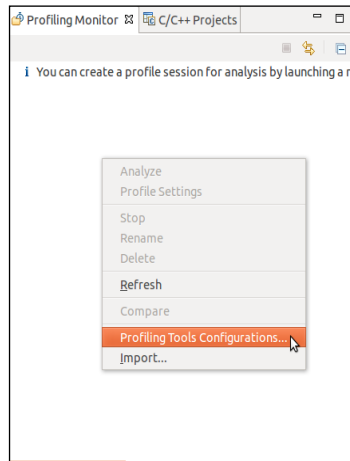 Profiling Monitor C/C++ Projects
i You can create a profile session for analysis by launching a r
Analyze
Profile Settings
Stop
Rename
Delete
Refresh
Compare
Profiling Tools Configurations...
Import...